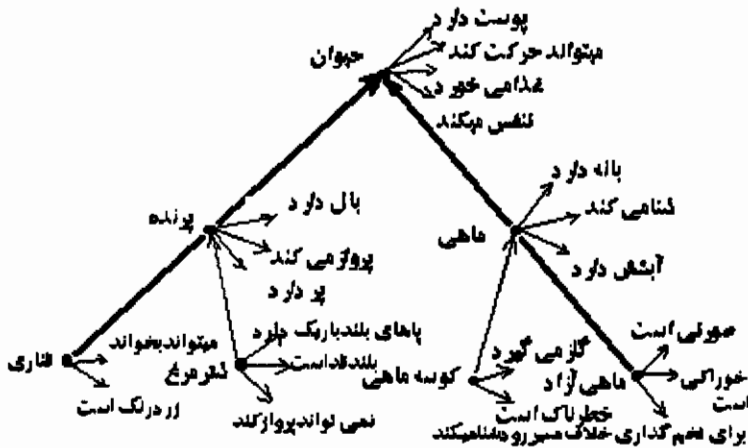 پوست دارد
حیوان
میتواند حرکت کند
غذا می خورد
تنفس میکند
پرنده
بال دارد
پرواز می کند
پر دارد
ماهی
باله دارد
شنا می کند
آبشش دارد
قناری
میتواند بخواند
زرد رنگ است
شتر مرغ
پاهای بلند باریک دارد
بلند قد است
نمی تواند پرواز کند
کوسه ماهی
گاز می گیرد
خطرناک است
ماهی آزاد
صورتی است
خوراکی
است
برای تخم گذاری خلاف مسیر رود شنا میکند